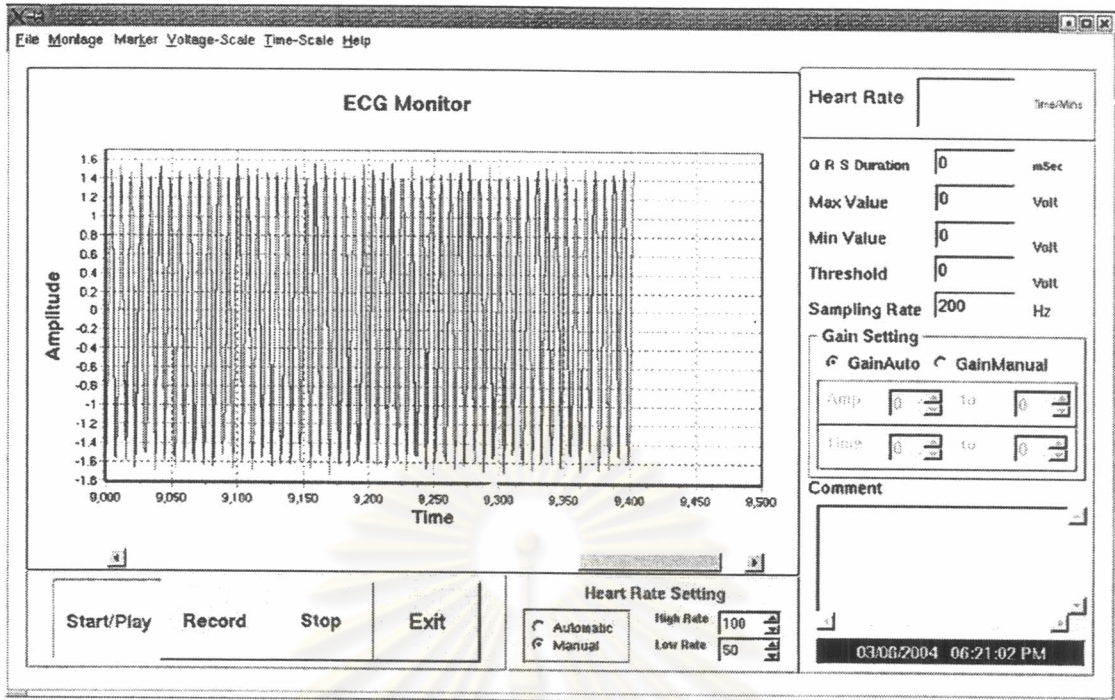 File Montage Marker Voltage-Scale Time-Scale Help
ECG Monitor
Amplitude
1.6
1.4
1.2
1
0.8
0.6
0.4
0.2
0
-0.2
-0.4
-0.6
-0.8
-1
-1.2
-1.4
-1.6
-1.8
9,000 9,050 9,100 9,150 9,200 9,250 9,300 9,350 9,400 9,450 9,500
Time
Heart Rate Time/Mins
Q R S Duration 0 mSec
Max Value 0 Volt
Min Value 0 Volt
Threshold 0 Volt
Sampling Rate 200 Hz
Gain Setting
GainAuto GainManual
Amp 0 to 0
Time 0 to 0
Comment
Start/Play Record Stop Exit
Heart Rate Setting
Automatic High Rate 100
Manual Low Rate 50
03/08/2004 06:21:02 PM